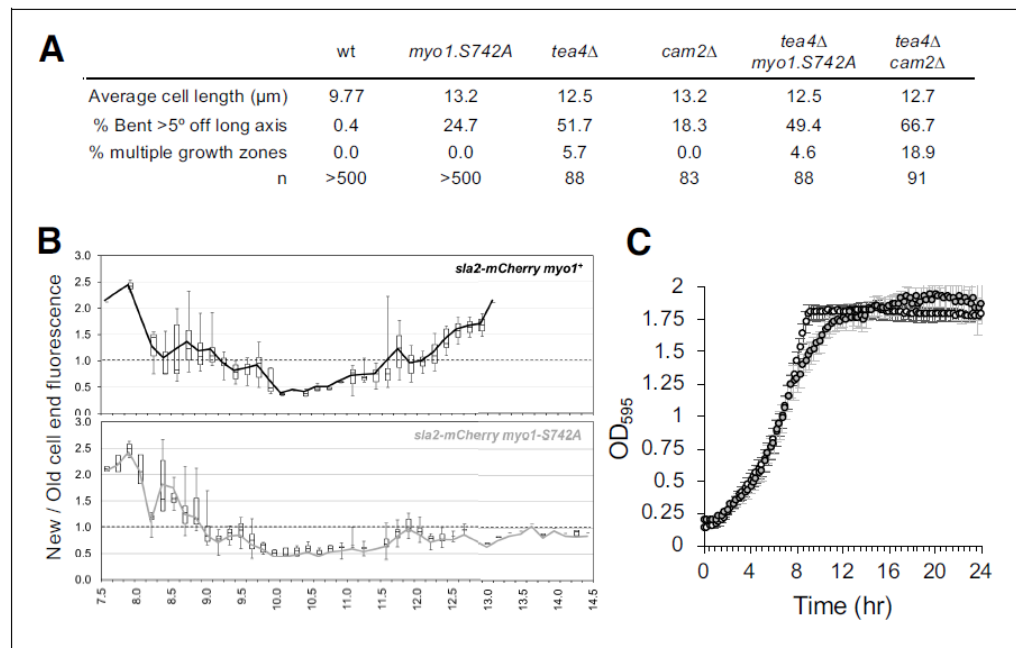 A
wt myo1.S742A tea4Δ cam2Δ tea4Δ myo1.S742A tea4Δ cam2Δ
Average cell length (µm) 9.77 13.2 12.5 13.2 12.5 12.7
% Bent >5º off long axis 0.4 24.7 51.7 18.3 49.4 66.7
% multiple growth zones 0.0 0.0 5.7 0.0 4.6 18.9
n >500 >500 88 83 88 91
B
New / Old cell end fluorescence
3.0
2.5
2.0
1.5
1.0
0.5
0.0
sla2-mCherry myo1⁺
3.0
2.5
2.0
1.5
1.0
0.5
0.0
sla2-mCherry myo1-S742A
7.5 8.0 8.5 9.0 9.5 10.0 10.5 11.0 11.5 12.0 12.5 13.0 13.5 14.0 14.5
C
OD₅₉₅
2
1.75
1.5
1.25
1
0.75
0.5
0.25
0
0 4 8 12 16 20 24
Time (hr)